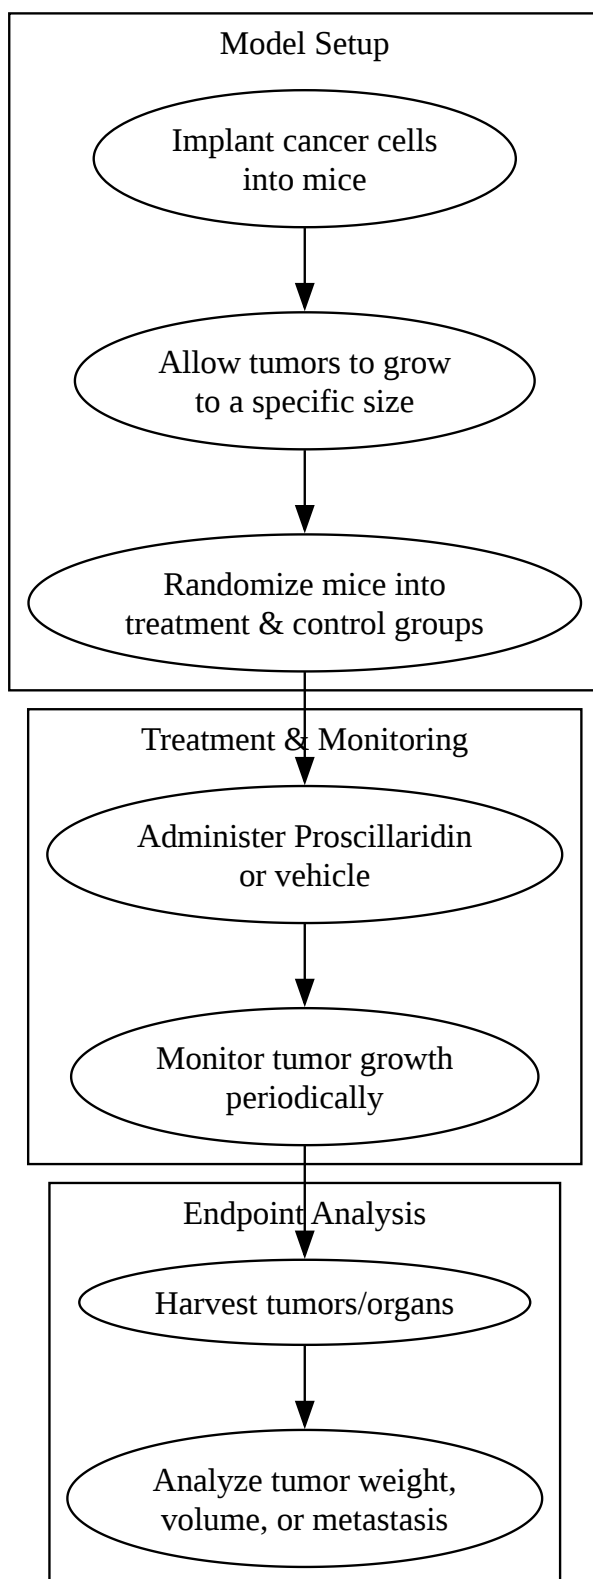 Model Setup
Implant cancer cells
into mice
Allow tumors to grow
to a specific size
Randomize mice into
treatment & control groups
Treatment & Monitoring
Administer Proscillaridin
or vehicle
Monitor tumor growth
periodically
Endpoint Analysis
Harvest tumors/organs
Analyze tumor weight,
volume, or metastasis